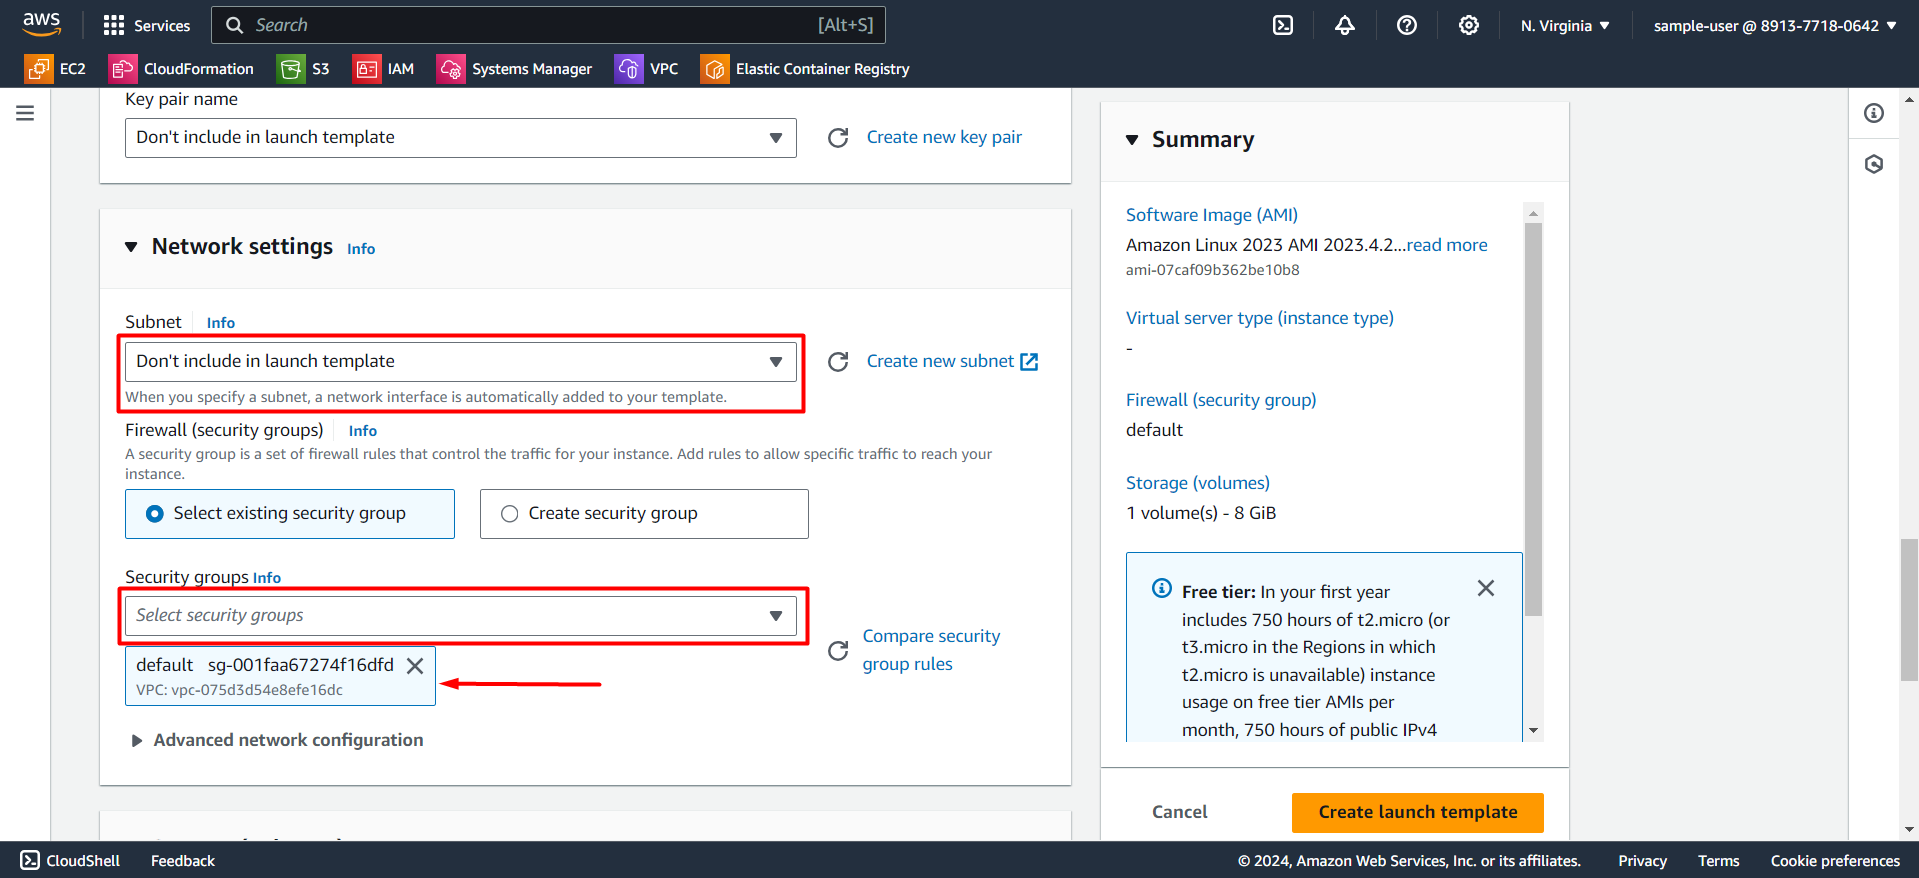 aws
Services
Search
[Alt+S]
N. Virginia
sample-user @ 8913-7718-0642
EC2
CloudFormation
S3
IAM
Systems Manager
VPC
Elastic Container Registry
Key pair name
Don't include in launch template
Create new key pair
Network settings Info
Subnet Info
Don't include in launch template
Create new subnet
When you specify a subnet, a network interface is automatically added to your template.
Firewall (security groups) Info
A security group is a set of firewall rules that control the traffic for your instance. Add rules to allow specific traffic to reach your
instance.
Select existing security group
Create security group
Security groups Info
Select security groups
default sg-001faa67274f16dfd
VPC: vpc-075d3d54e8efe16dc
Compare security
group rules
Advanced network configuration
Summary
Software Image (AMI)
Amazon Linux 2023 AMI 2023.4.2...read more
ami-07caf09b362be10b8
Virtual server type (instance type)
-
Firewall (security group)
default
Storage (volumes)
1 volume(s) - 8 GiB
Free tier: In your first year
includes 750 hours of t2.micro (or
t3.micro in the Regions in which
t2.micro is unavailable) instance
usage on free tier AMIs per
month, 750 hours of public IPv4
Cancel
Create launch template
CloudShell
Feedback
© 2024, Amazon Web Services, Inc. or its affiliates.
Privacy
Terms
Cookie preferences